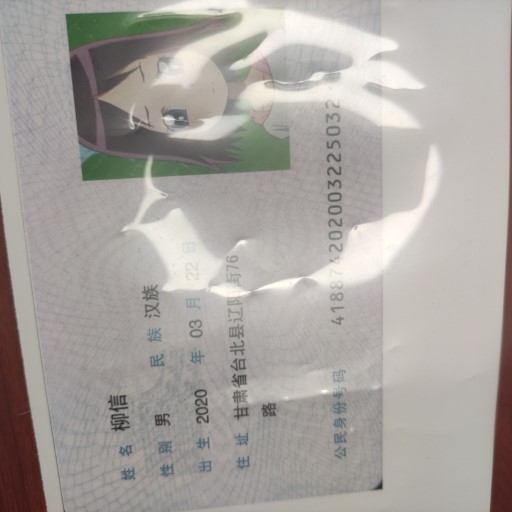 姓名 柳信
性别 男 民族 汉族
出生 2020 年 03 月 22 日
住址 甘肃省台北县辽阳街76
路
公民身份号码 418874202003225032